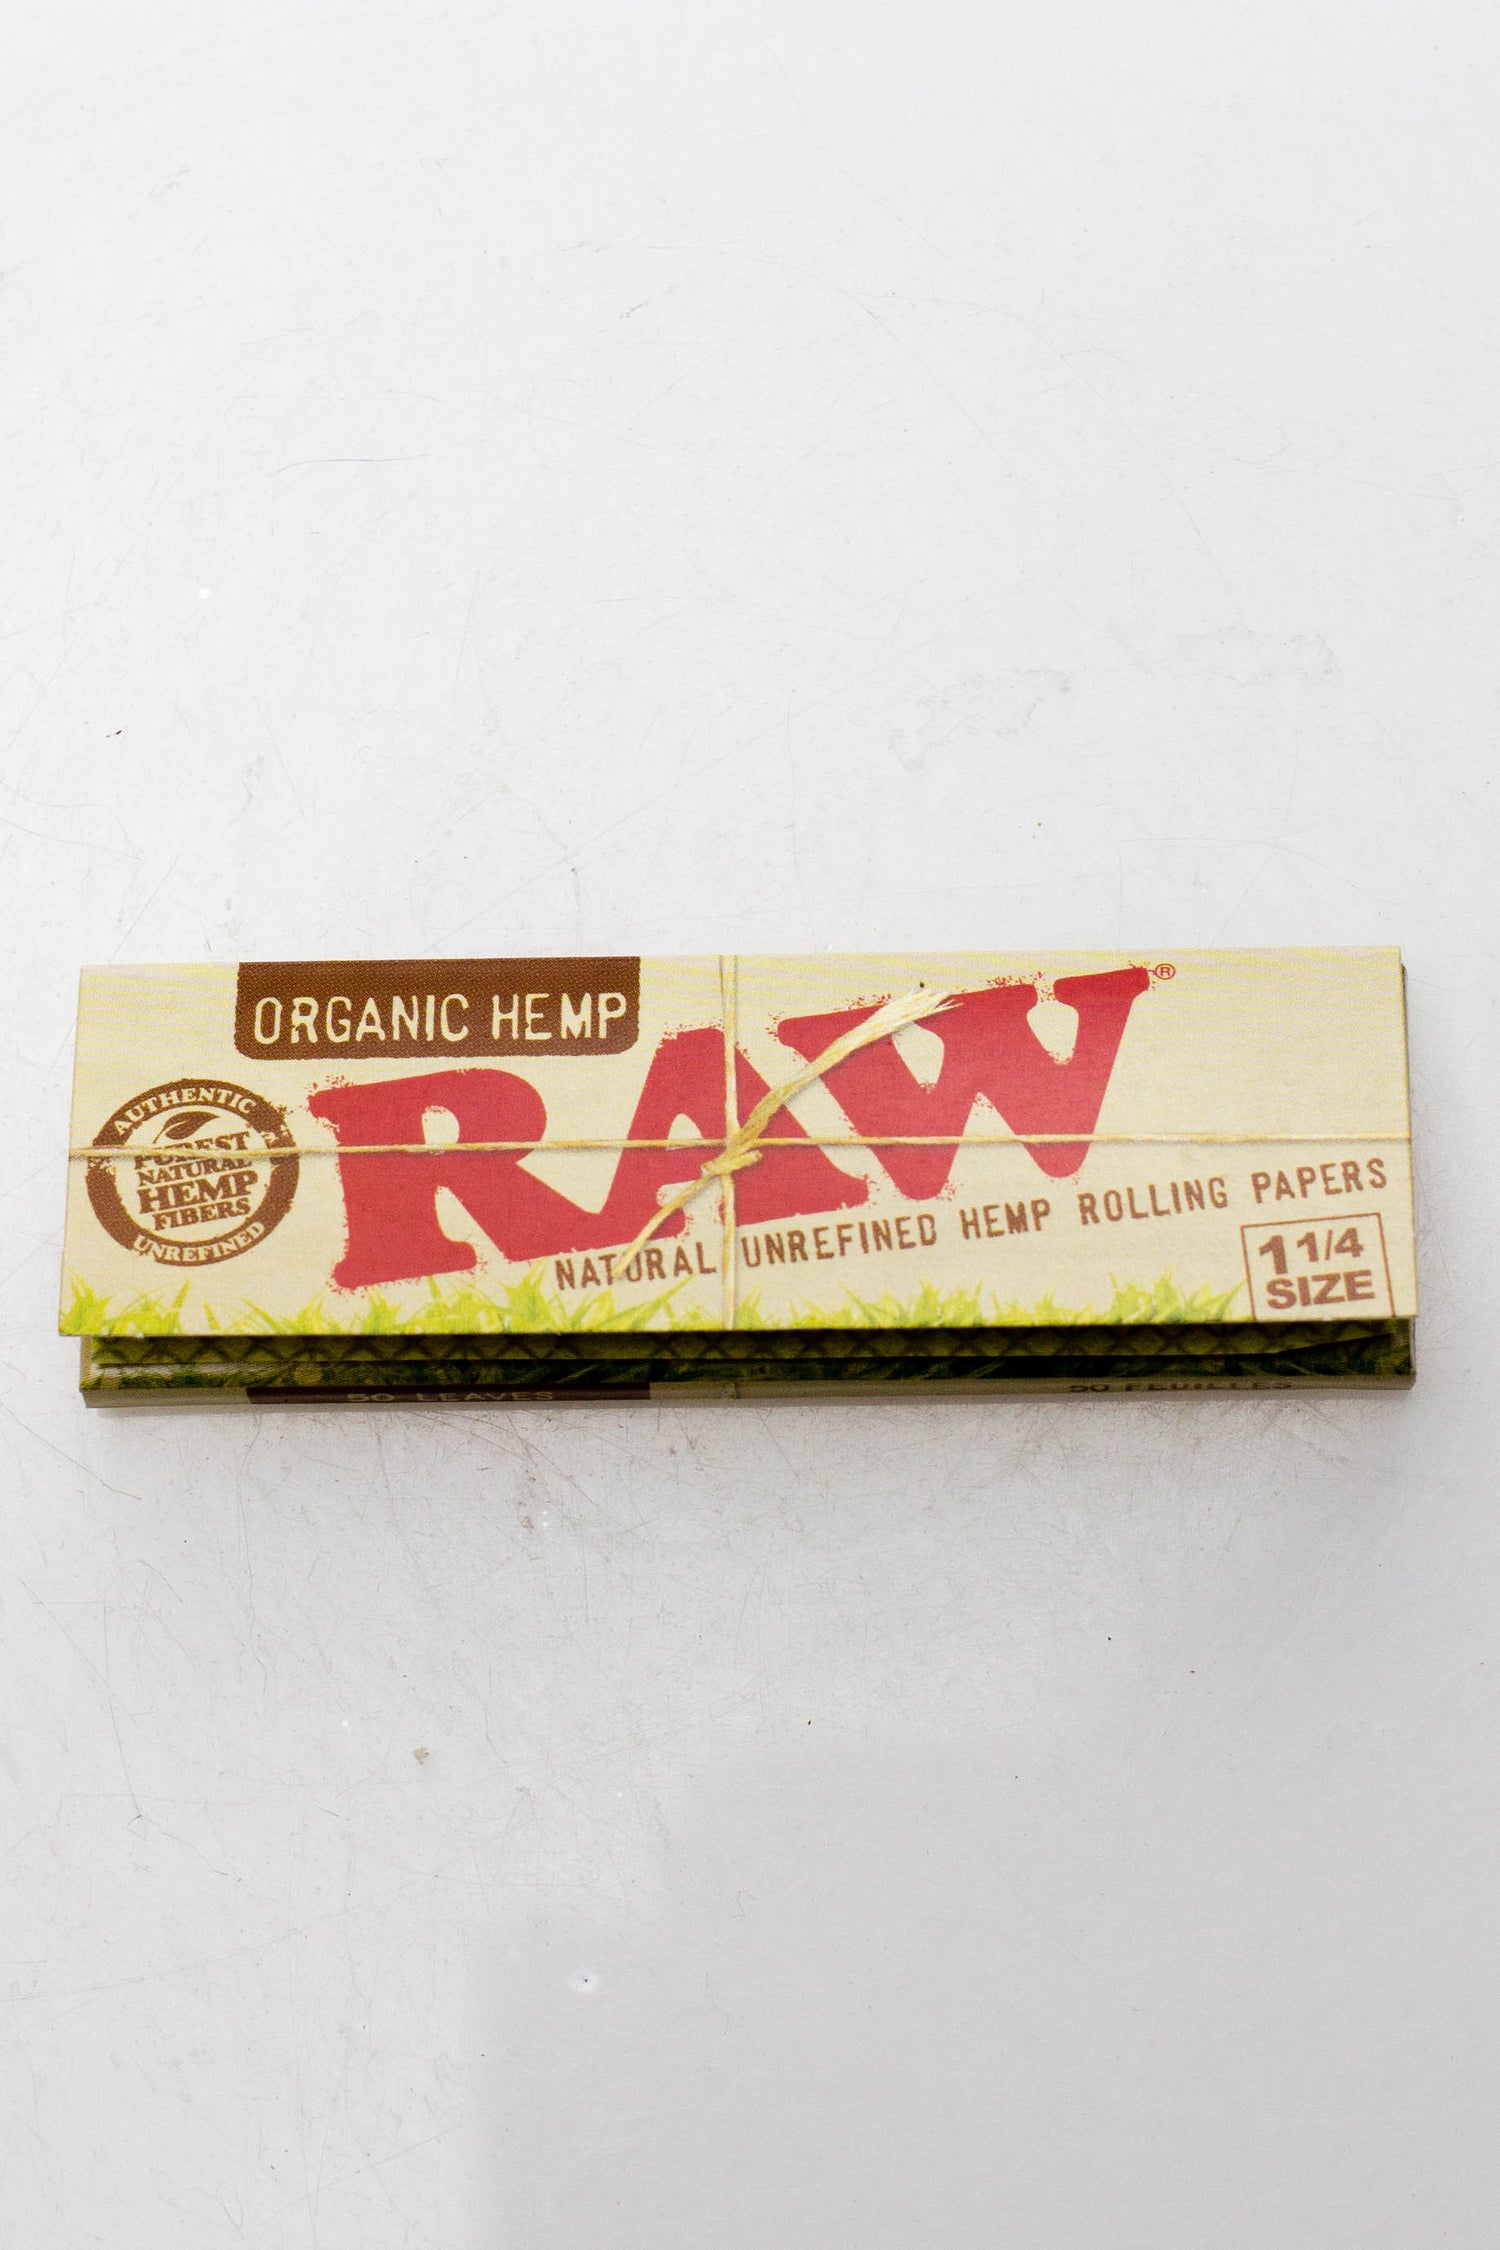 ORGANIC HEMP
RAW®
AUTHENTIC
PUREST
NATURAL
HEMP
FIBERS
UNREFINED
NATURAL UNREFINED HEMP ROLLING PAPERS
1 1/4
SIZE
50 LEAVES
50 FEUILLES